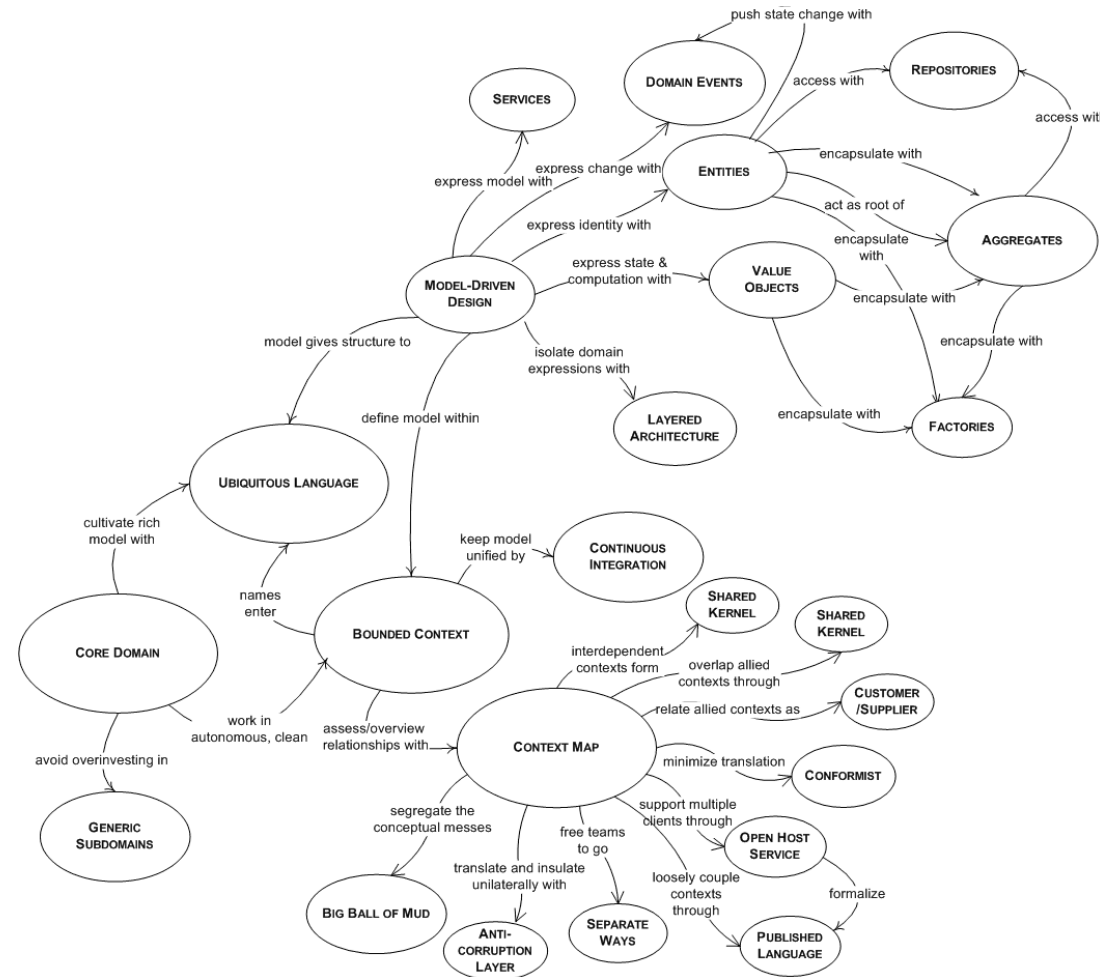 push state change with
DOMAIN EVENTS
REPOSITORIES
access with
SERVICES
access wit
encapsulate with
express change with
ENTITIES
express model with
act as root of
express identity with
encapsulate
with
AGGREGATES
express state &
computation with
VALUE
OBJECTS
MODEL-DRIVEN
DESIGN
encapsulate with
model gives structure to
isolate domain
expressions with
encapsulate with
define model within
LAYERED
ARCHITECTURE
encapsulate with
FACTORIES
UBIQUITOUS LANGUAGE
cultivate rich
model with
keep model
unified by
CONTINUOUS
INTEGRATION
names
enter
SHARED
KERNEL
SHARED
KERNEL
BOUNDED CONTEXT
CORE DOMAIN
interdependent
contexts form
overlap allied
contexts through
CUSTOMER
/SUPPLIER
relate allied contexts as
work in
autonomous, clean
assess/overview
relationships with
CONTEXT MAP
avoid overinvesting in
minimize translation
CONFORMIST
segregate the
conceptual messes
support multiple
clients through
GENERIC
SUBDOMAINS
free teams
to go
OPEN HOST
SERVICE
translate and insulate
unilaterally with
loosely couple
contexts
through
formalize
BIG BALL OF MUD
SEPARATE
WAYS
ANTI-
CORRUPTION
LAYER
PUBLISHED
LANGUAGE